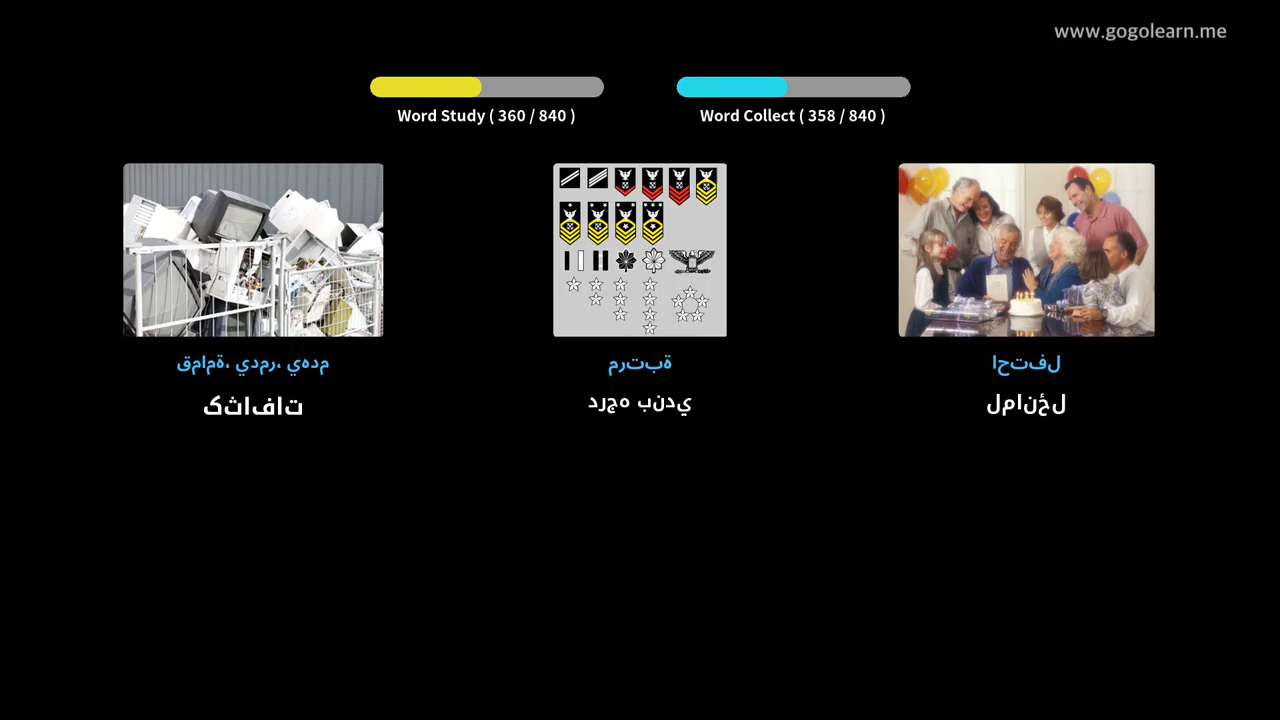 www.gogolearn.me
Word Study ( 360 / 840 )
Word Collect ( 358 / 840 )
قمامة، يدمر، يهدم
کثافات
مرتبة
درجه بندي
احتفل
لمانځل